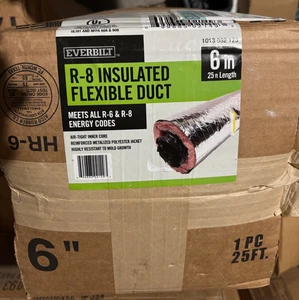 EVERBILT
6 in
25 ft Length
R-8 INSULATED
FLEXIBLE DUCT
MEETS ALL R-6 & R-8
ENERGY CODES
AIR-TIGHT INNER CORE
REINFORCED METALIZED POLYESTER JACKET
HIGHLY RESISTANT TO MOLD GROWTH
HR-6
6"
1 PC
25FT.